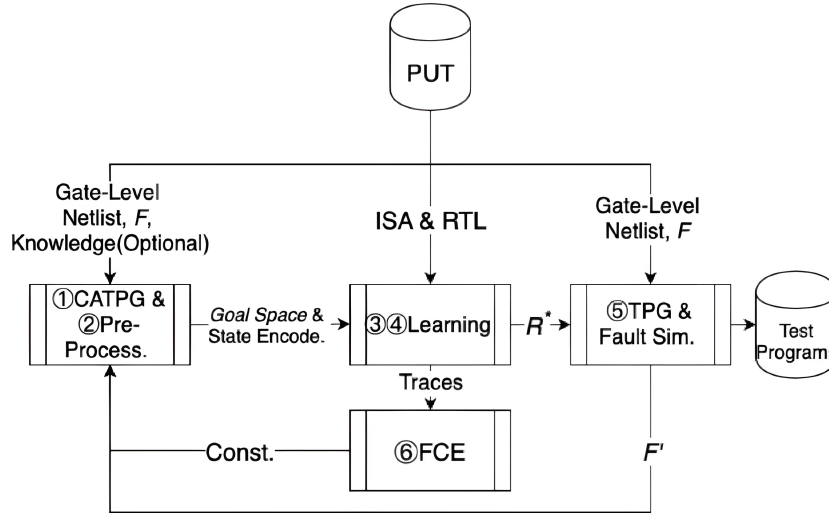 PUT
Gate-Level
Netlist, F,
Knowledge(Optional)
ISA & RTL
Gate-Level
Netlist, F
①CATPG &
②Pre-
Process.
Goal Space &
State Encode.
③④Learning
R*
⑤TPG &
Fault Sim.
Test
Program
Traces
Const.
⑥FCE
F'